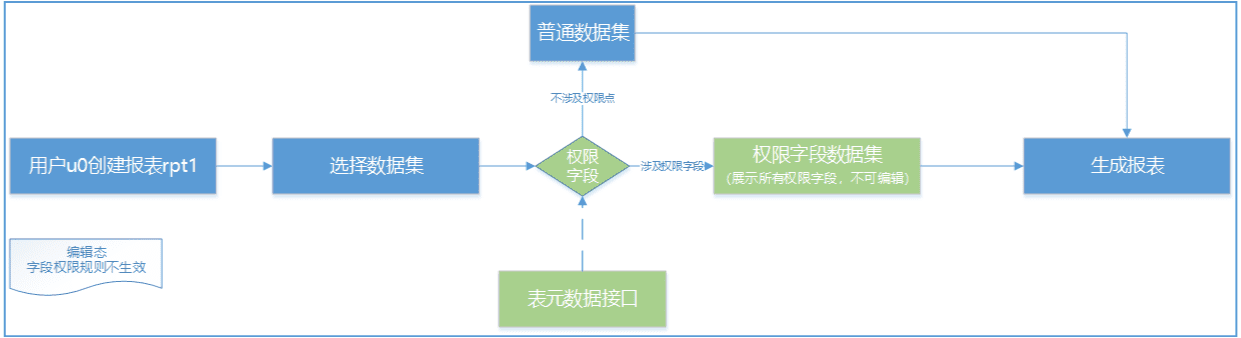 普通数据集
不涉及权限点
用户u0创建报表rpt1
选择数据集
权限
字段
涉及权限字段
权限字段数据集
(展示所有权限字段，不可编辑)
生成报表
编辑态
字段权限规则不生效
表元数据接口